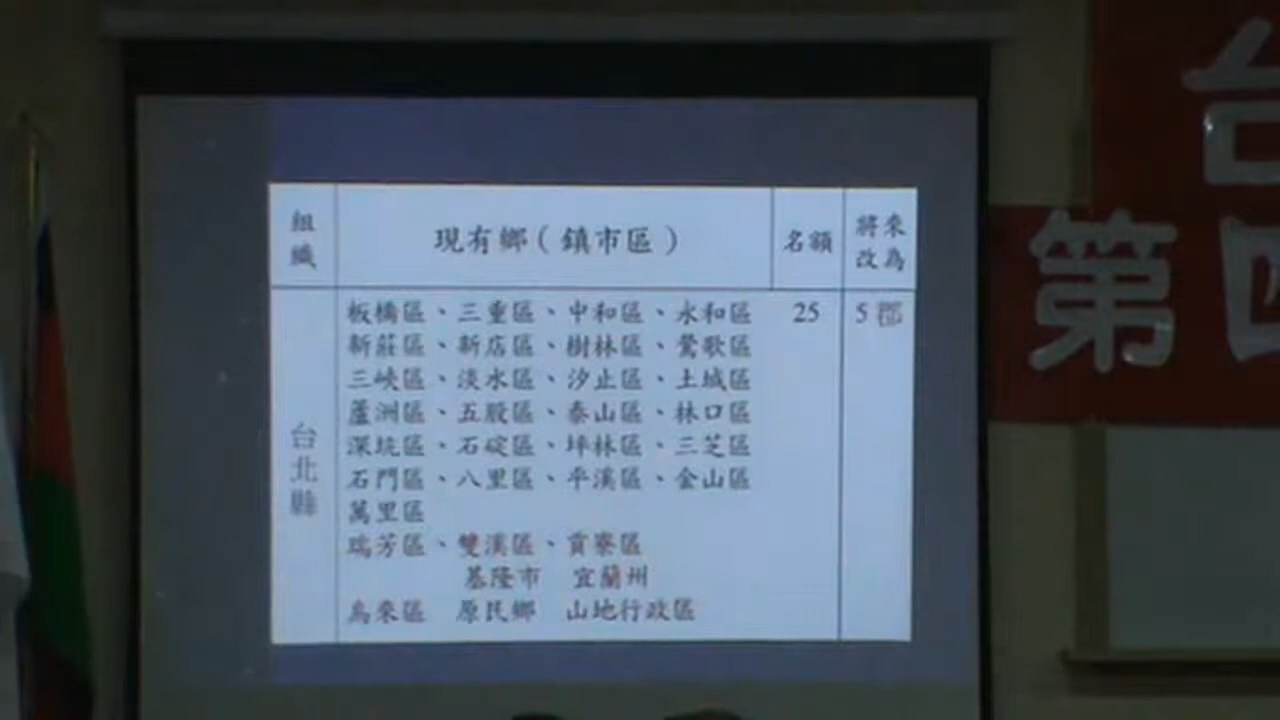 組織
現有鄉（鎮市區）
名額
將來改為
台北縣
板橋區、三重區、中和區、永和區
25
5 郡
新莊區、新店區、樹林區、鶯歌區
三峽區、淡水區、汐止區、土城區
蘆洲區、五股區、泰山區、林口區
深坑區、石碇區、坪林區、三芝區
石門區、八里區、平溪區、金山區
萬里區
瑞芳區、雙溪區、貢寮區
基隆市 宜蘭州
烏來區 原民鄉 山地行政區
台
第四